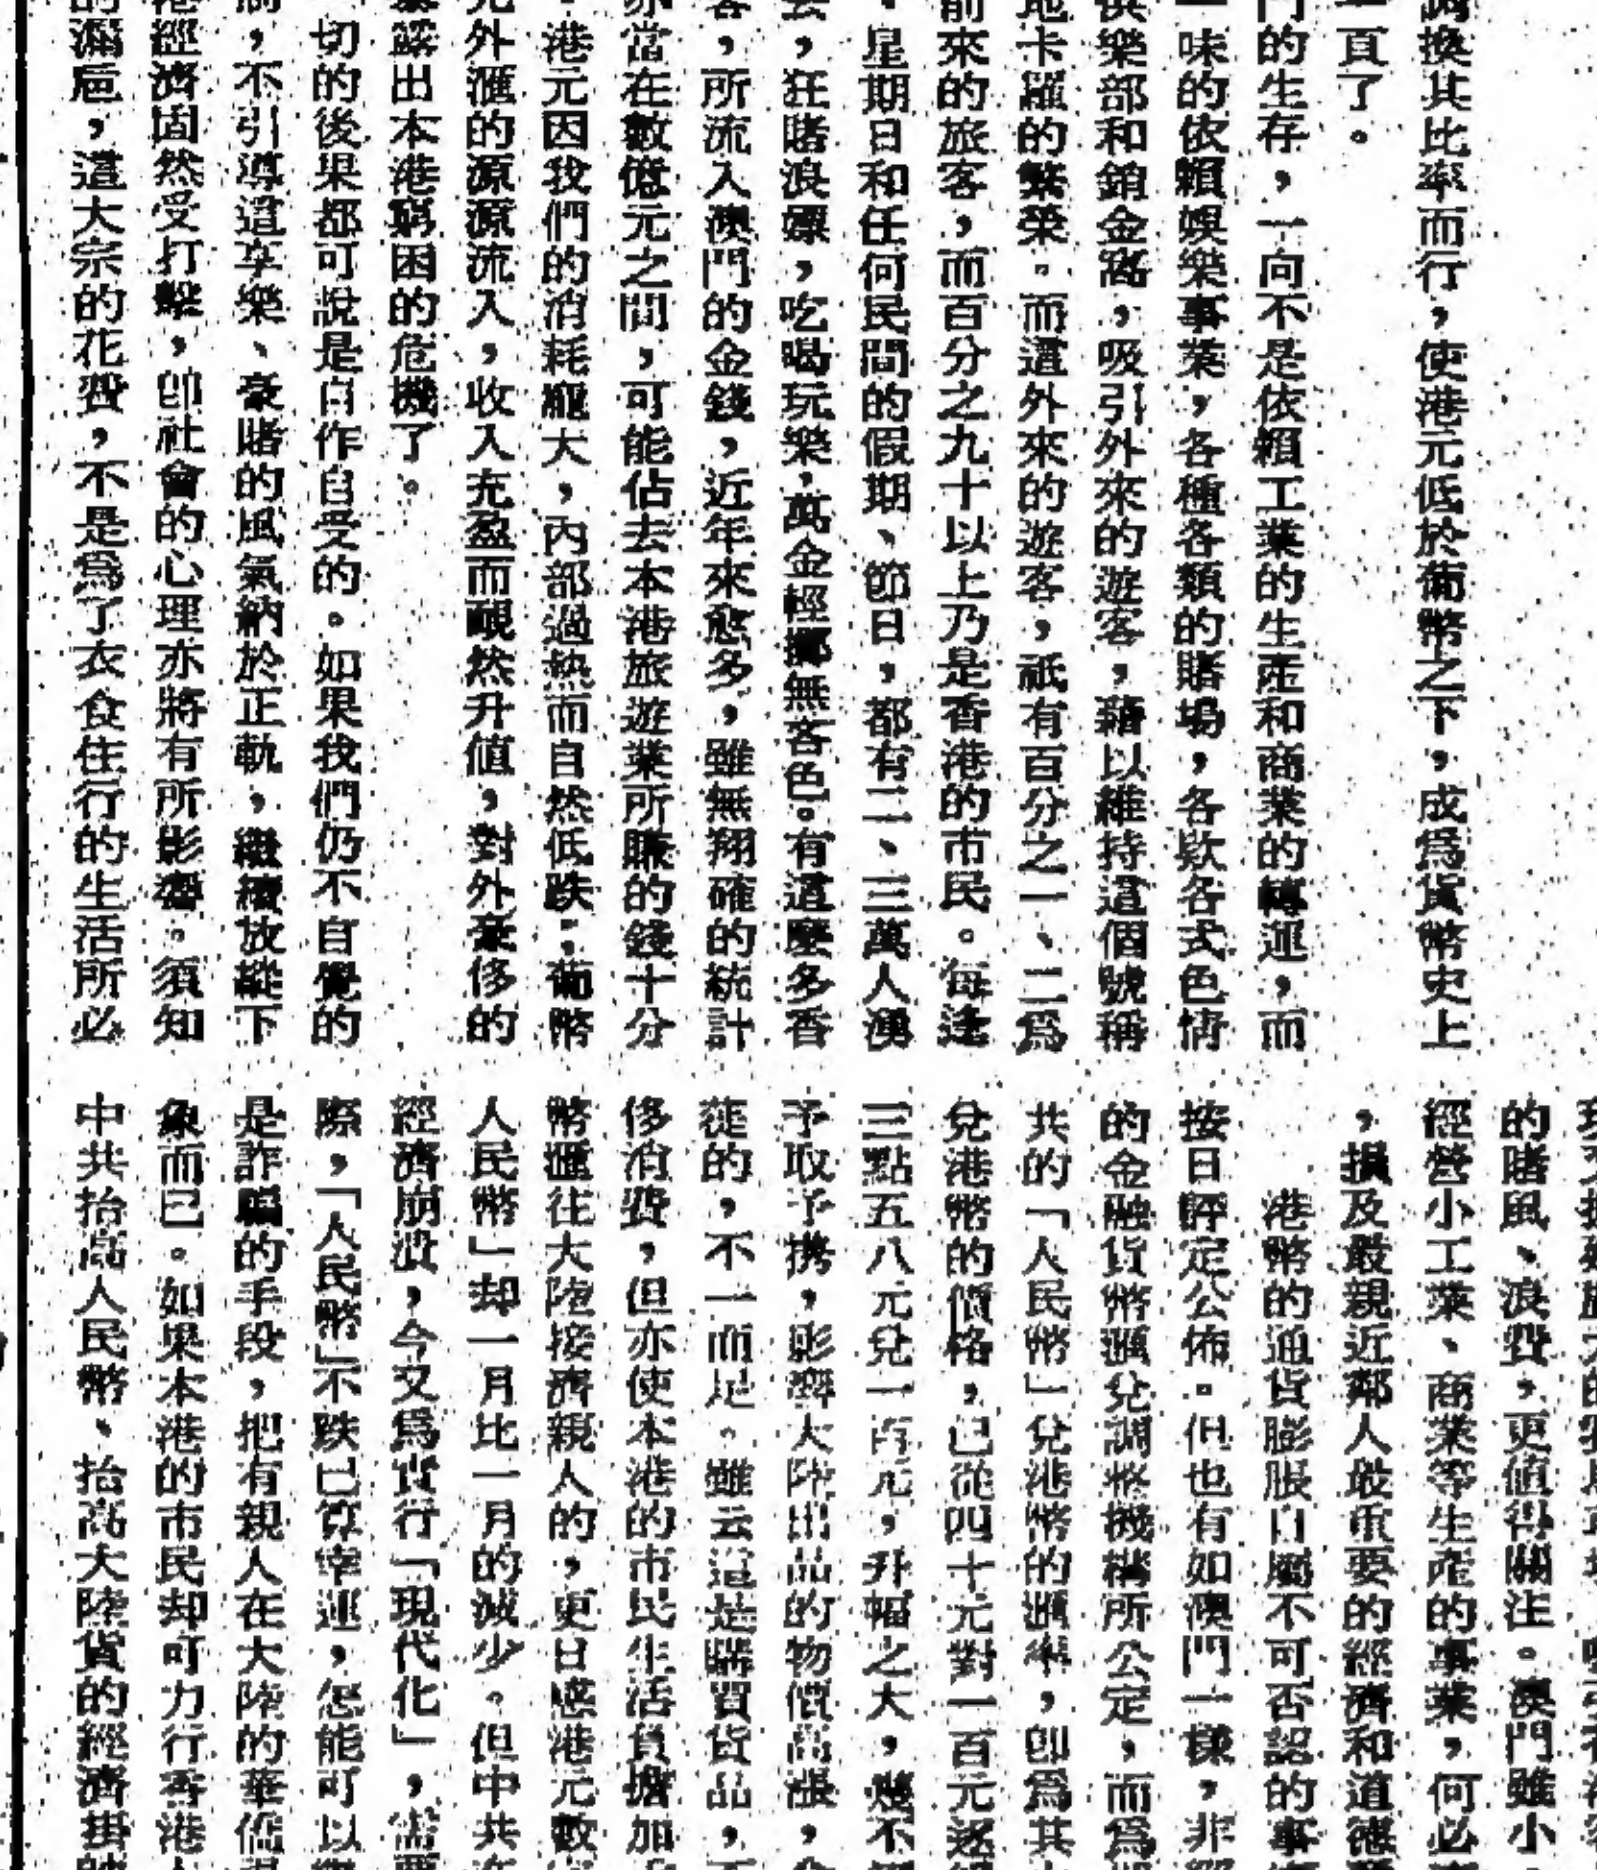 調換其比率而行，使港元低於葡幣之下，成爲貨幣史上
一頁了。
門的生存，一向不是依賴工業的生產和商業的轉運，而
一味的依賴娛樂事業，各種各類的賭場，各欵各式色情
俱樂部和銷金窩，吸引外來的遊客，藉以維持這個號稱
地卡羅的繁榮。而這外來的遊客，祇有百分之一、二爲
前來的旅客，而百分之九十以上乃是香港的市民。每逢
星期日和任何民間的假期、節日，都有二、三萬人澳
去，狂賭浪嫖，吃喝玩樂，萬金輕擲無吝色。有這麼多香
客，所流入澳門的金錢，近年來愈多，雖無翔確的統計
亦當在數億元之間，可能佔去本港旅遊業所賺的錢十分
港元因我們的消耗龐大，內部過熱而自然低跌；葡幣
外滙的源源流入，收入充盈而靦然升值，對外豪侈的
暴露出本港窮困的危機了。
一切的後果都可說是自作自受的。如果我們仍不自覺的
，不引導這享樂、豪賭的風氣納於正軌，繼續放縱下
港經濟固然受打擊，卽社會的心理亦將有所影響。須知
的漏巵，這大宗的花費，不是爲了衣食住行的生活所必
的賭風、浪費，更值得關注。澳門雖小
經營小工業、商業等生產的事業，何必
，損及最親近鄰人最重要的經濟和道德
港幣的通貨膨脹自屬不可否認的事
按日評定公佈。但也有如澳門一樣，非
的金融貨幣滙兌調整機構所公定，而爲
共的「人民幣」兌港幣的滙率，卽爲其
兌港幣的價格，已從四十元對一百元逐
三點五八元兌一百元，升幅之大，幾不
予取予携，影響大陸出品的物價高漲，
蓰的，不一而足。雖云這是購買貨品，
侈消費，但亦使本港的市民生活負擔加
幣滙往大陸接濟親人的，更日感港元數
人民幣」却一月比一月的減少。但中共
經濟崩潰，今又爲實行「現代化」，需要
際，「人民幣」不跌已算幸運，怎能可以
是詐騙的手段，把有親人在大陸的華僑
象而已。如果本港的市民却可力行香港
中共抬高人民幣、抬高大陸貨的經濟掛